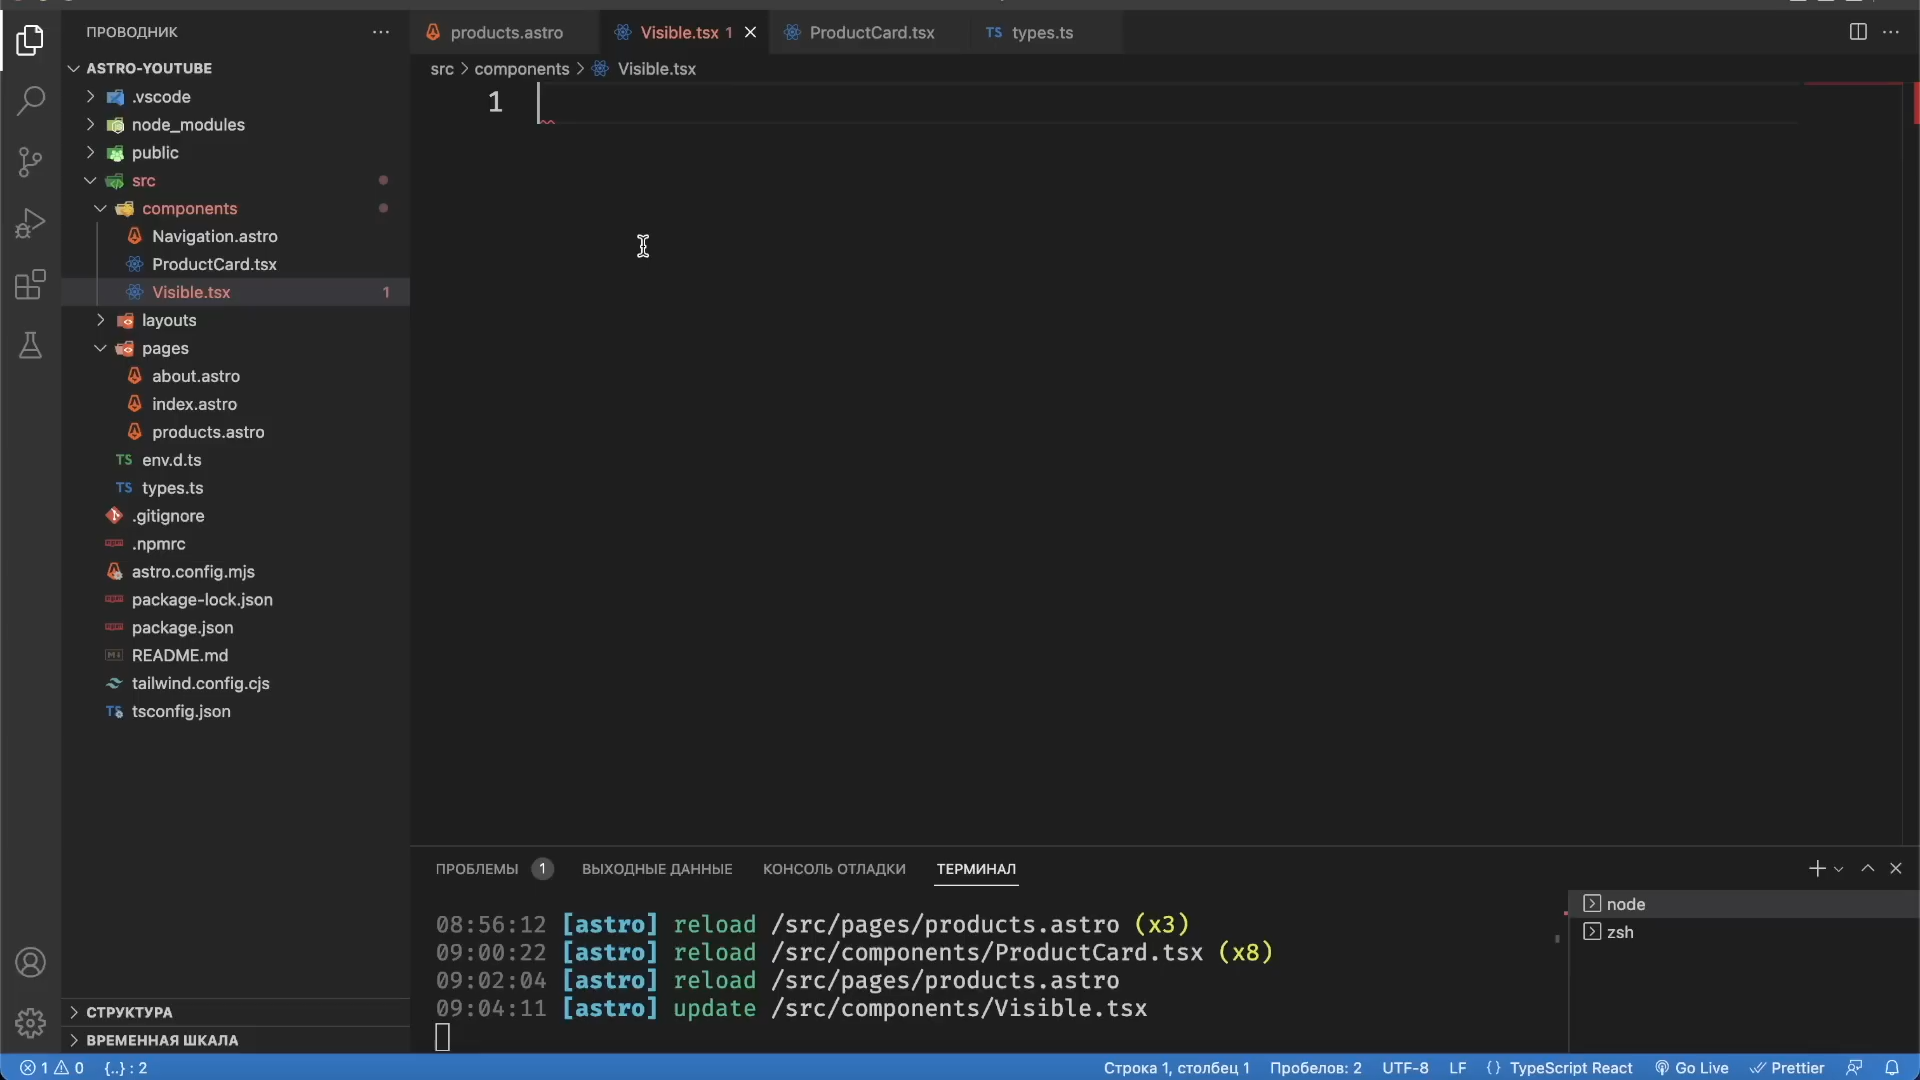 ПРОВОДНИК
ASTRO-YOUTUBE
.vscode
node_modules
public
src
components
Navigation.astro
ProductCard.tsx
Visible.tsx 1
layouts
pages
about.astro
index.astro
products.astro
TS env.d.ts
TS types.ts
.gitignore
.npmrc
astro.config.mjs
package-lock.json
package.json
README.md
tailwind.config.cjs
TS tsconfig.json
СТРУКТУРА
ВРЕМЕННАЯ ШКАЛА
products.astro
Visible.tsx 1
ProductCard.tsx
TS types.ts
src > components > Visible.tsx
1
ПРОБЛЕМЫ 1 ВЫХОДНЫЕ ДАННЫЕ КОНСОЛЬ ОТЛАДКИ ТЕРМИНАЛ
08:56:12 [astro] reload /src/pages/products.astro (x3)
09:00:22 [astro] reload /src/components/ProductCard.tsx (x8)
09:02:04 [astro] reload /src/pages/products.astro
09:04:11 [astro] update /src/components/Visible.tsx
node
zsh
1 0 {..} : 2 Строка 1, столбец 1 Пробелов: 2 UTF-8 LF {} TypeScript React Go Live Prettier